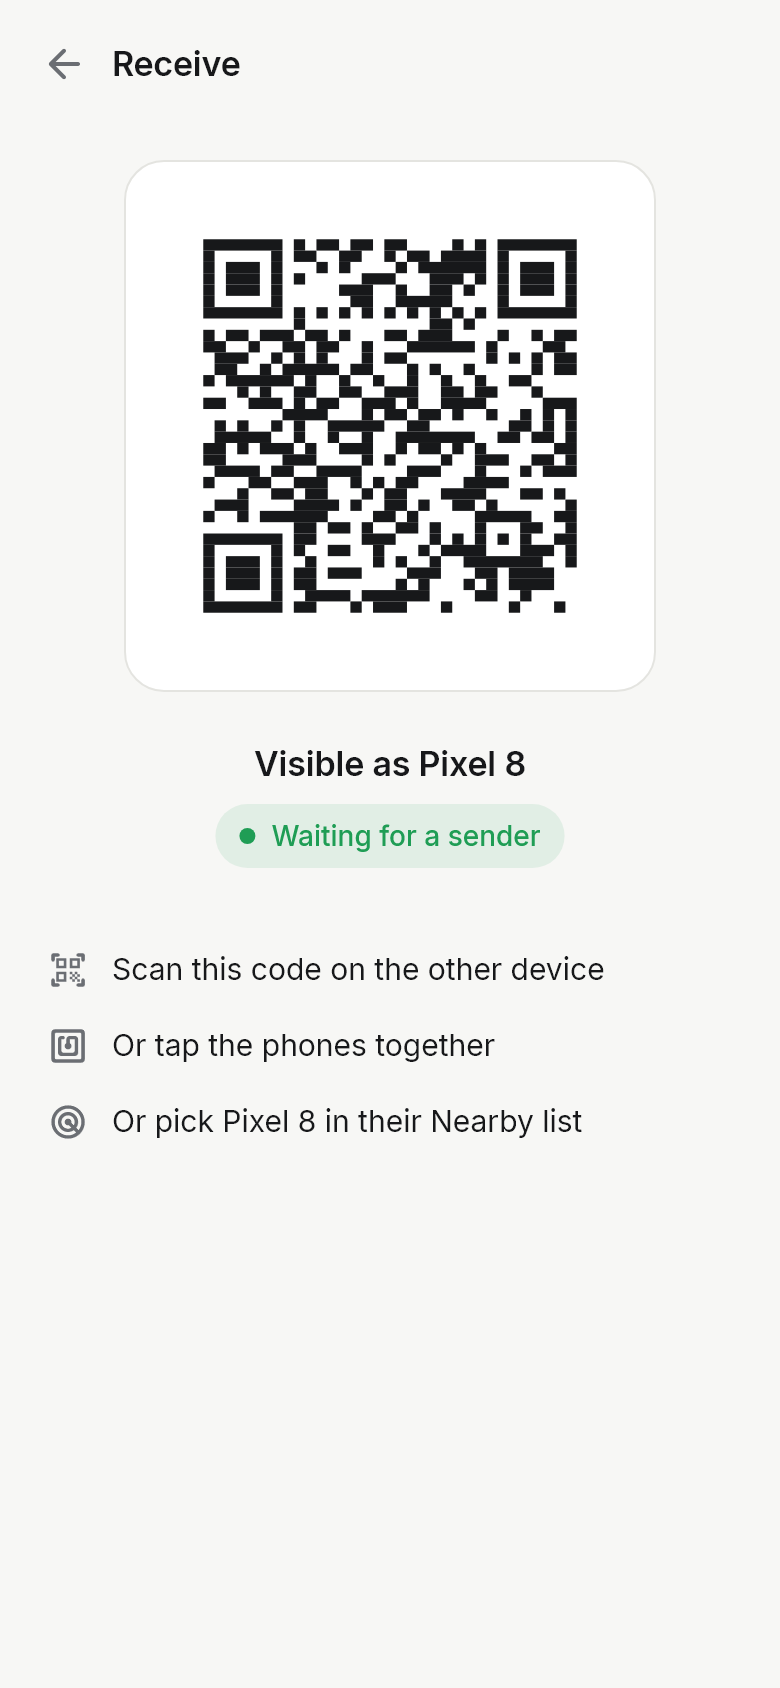 Receive
Visible as Pixel 8
Waiting for a sender
Scan this code on the other device
Or tap the phones together
Or pick Pixel 8 in their Nearby list